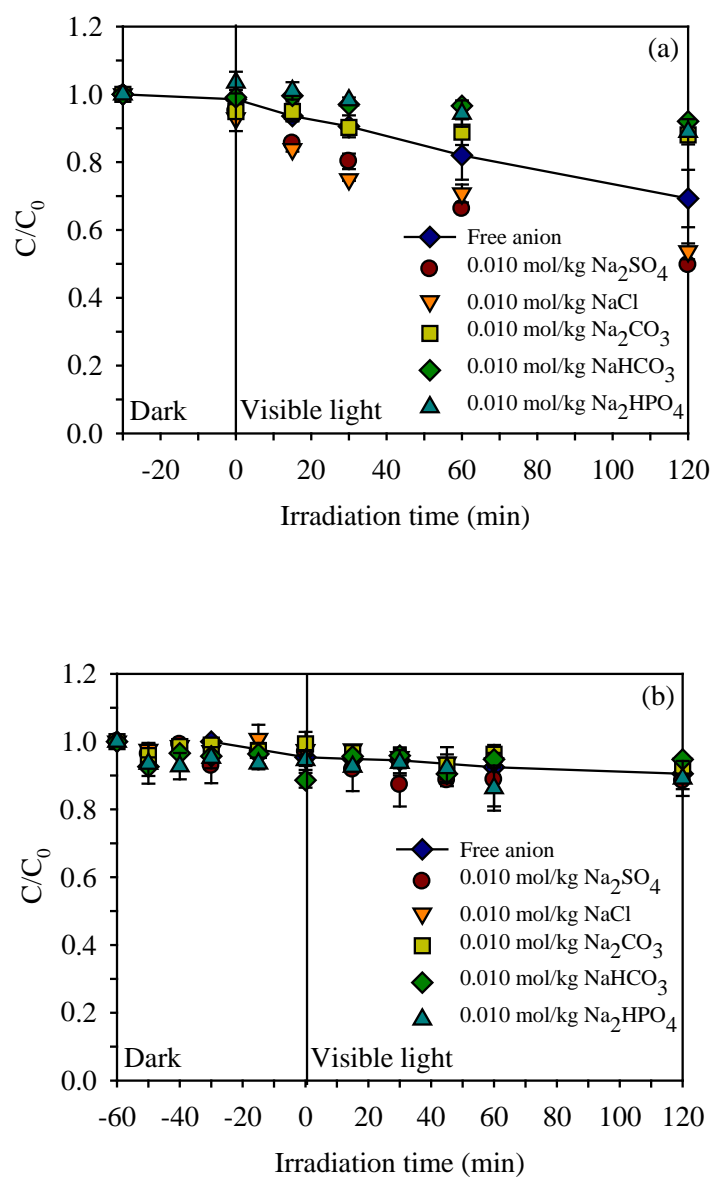 1.2
(a)
1.0
0.8
C/C0
0.6
Free anion
0.010 mol/kg Na2SO4
0.4
0.010 mol/kg NaCl
0.010 mol/kg Na2CO3
0.2
0.010 mol/kg NaHCO3
Dark
Visible light
0.010 mol/kg Na2HPO4
0.0
-20 0 20 40 60 80 100 120
Irradiation time (min)
1.2
(b)
1.0
0.8
C/C0
Free anion
0.6
0.010 mol/kg Na2SO4
0.010 mol/kg NaCl
0.4
0.010 mol/kg Na2CO3
0.010 mol/kg NaHCO3
0.2
0.010 mol/kg Na2HPO4
Dark
Visible light
0.0
-60 -40 -20 0 20 40 60 80 100 120
Irradiation time (min)